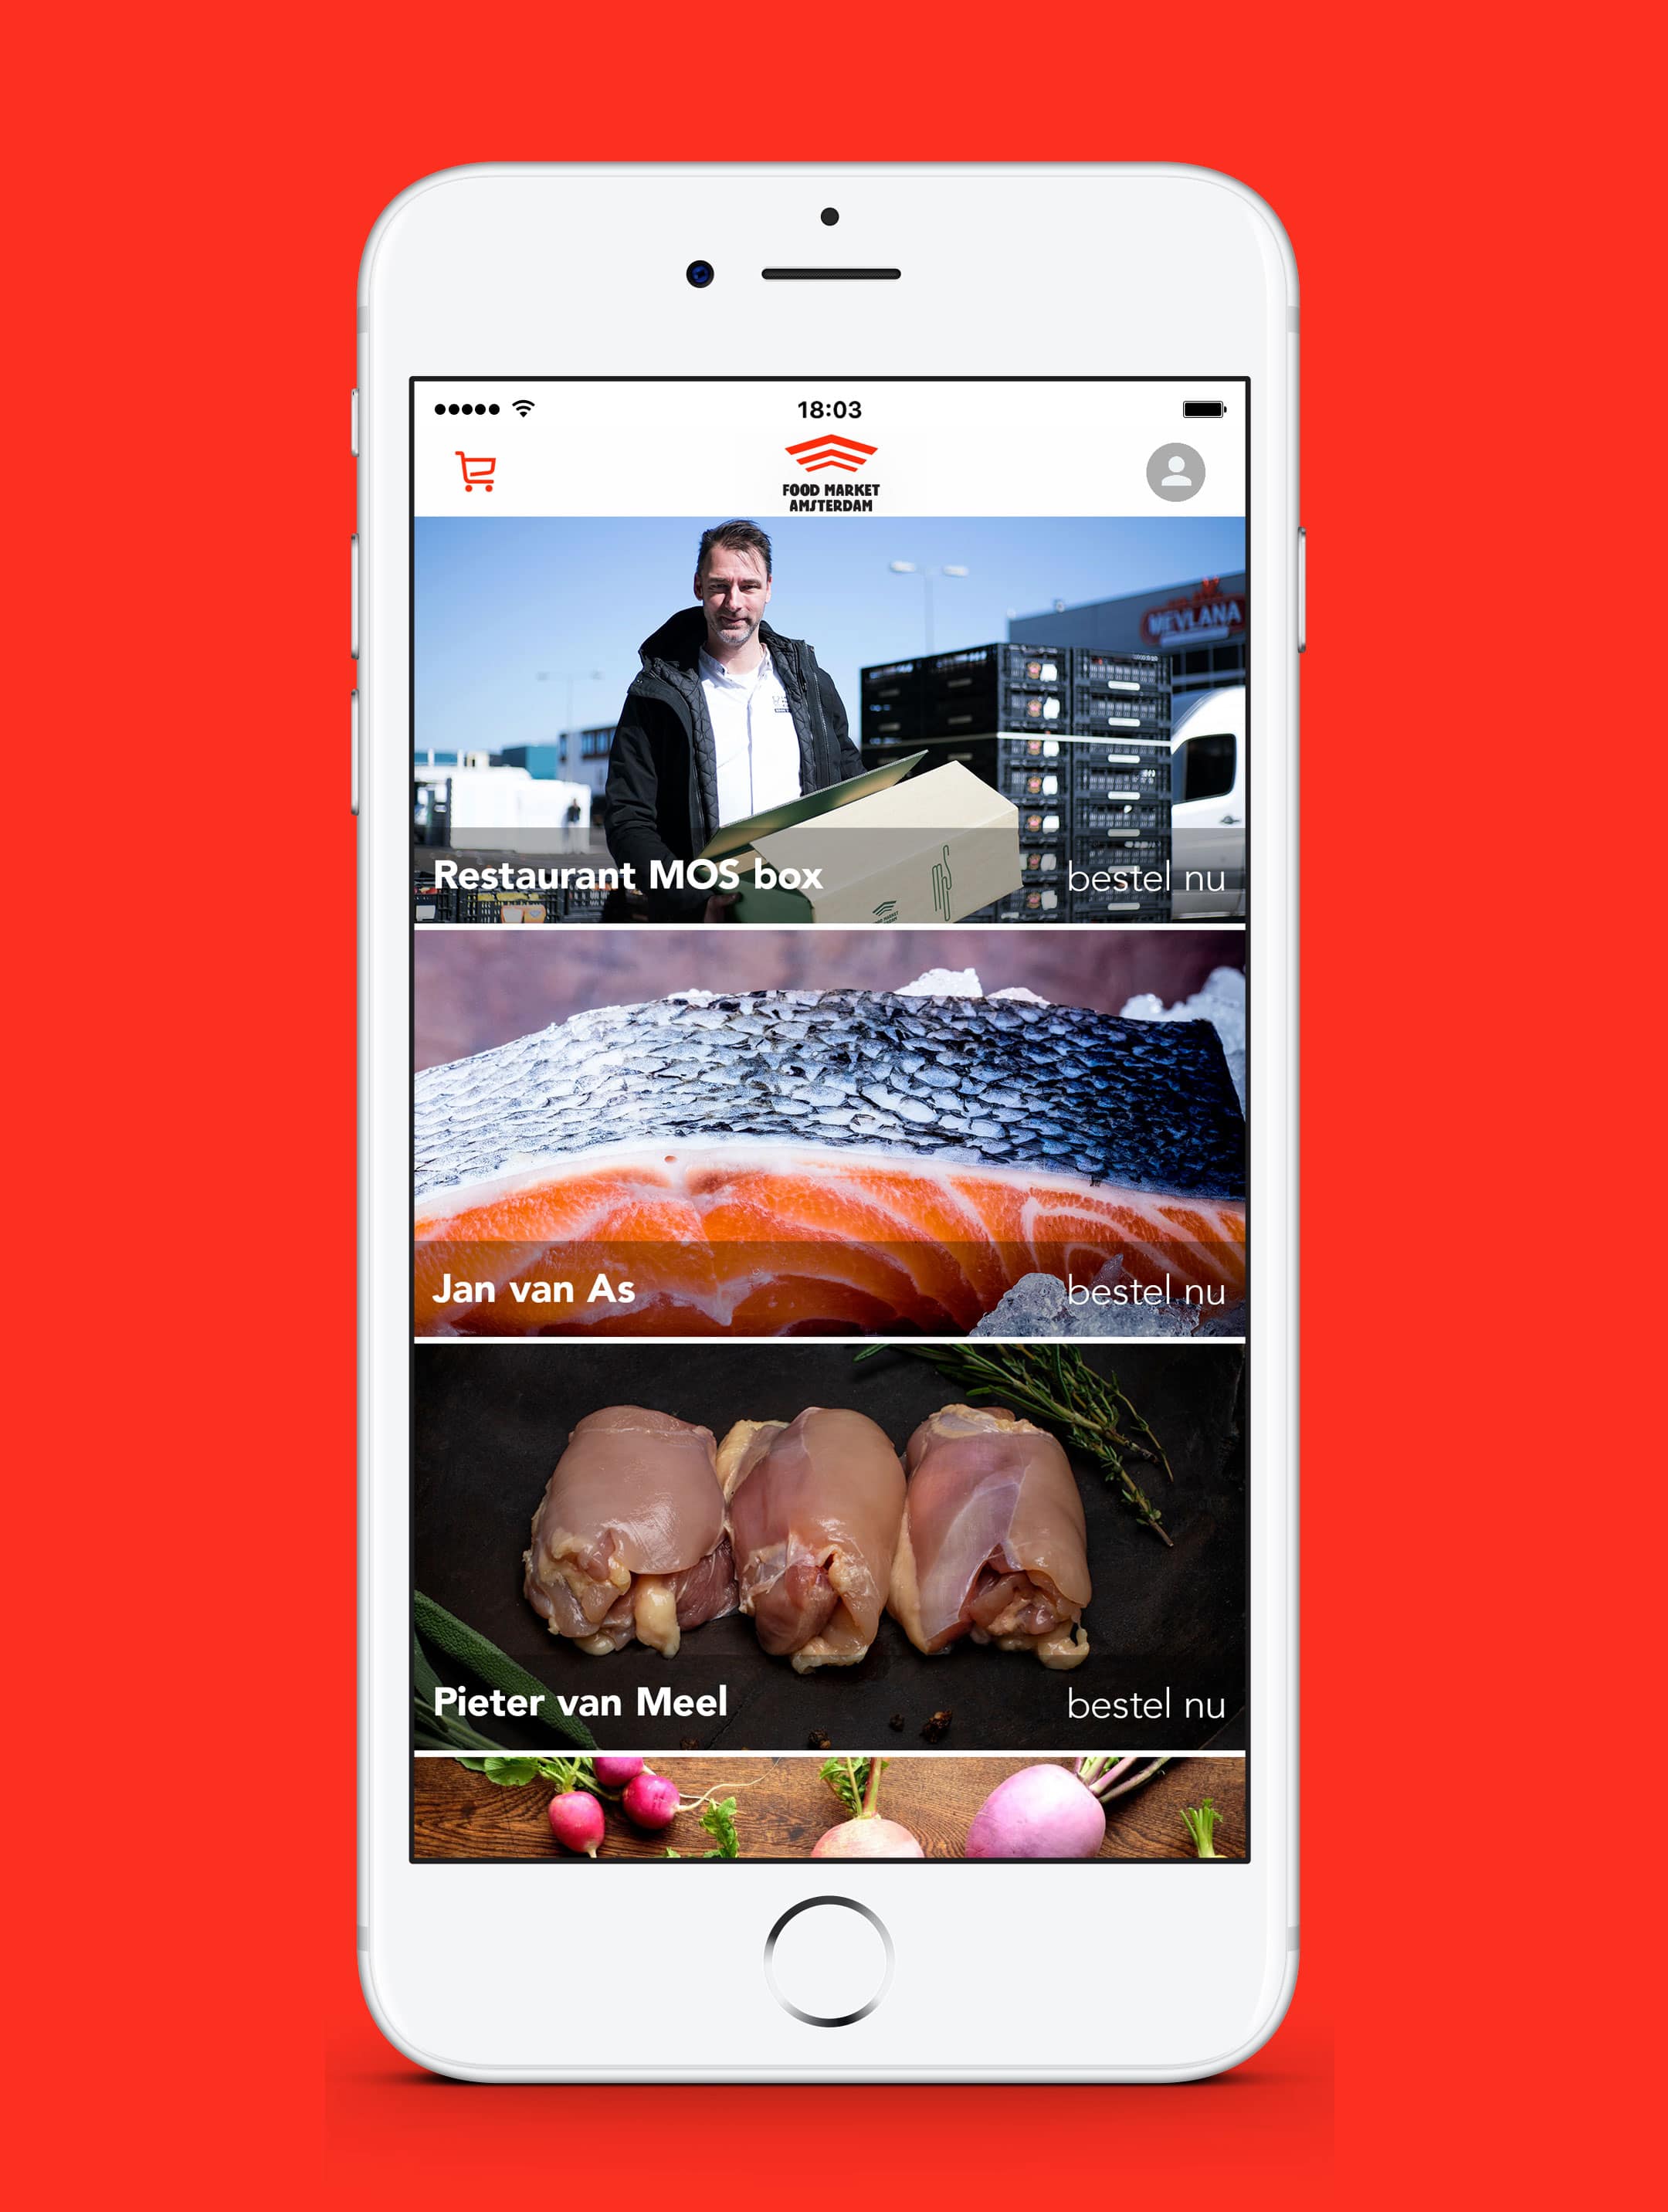 18:03
FOOD MARKET
AMSTERDAM
MEVLANA
Restaurant MOS box
bestel nu
Jan van As
bestel nu
Pieter van Meel
bestel nu